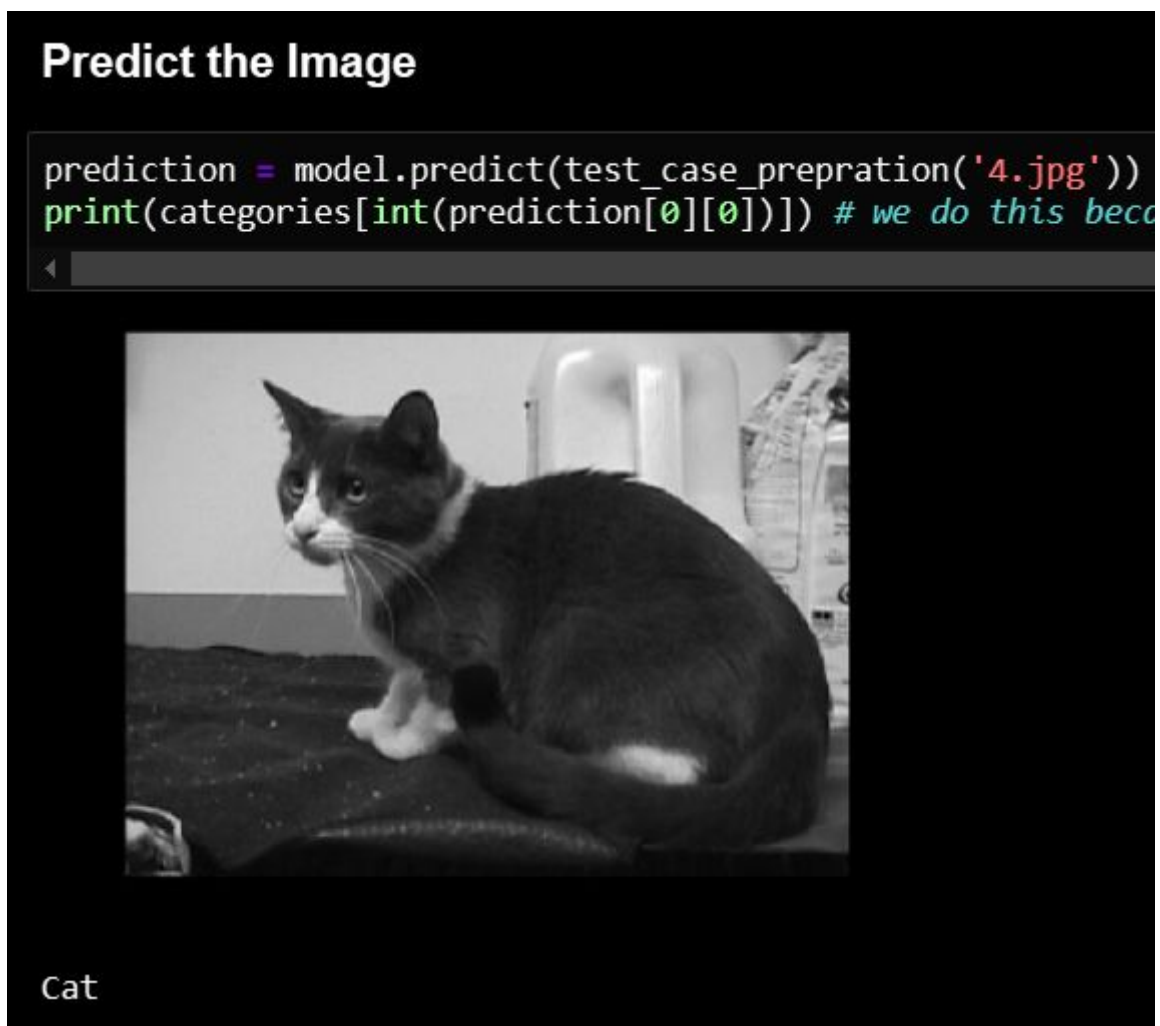 Predict the Image
prediction = model.predict(test_case_prepration('4.jpg'))
print(categories[int(prediction[0][0])]) # we do this beca
Cat